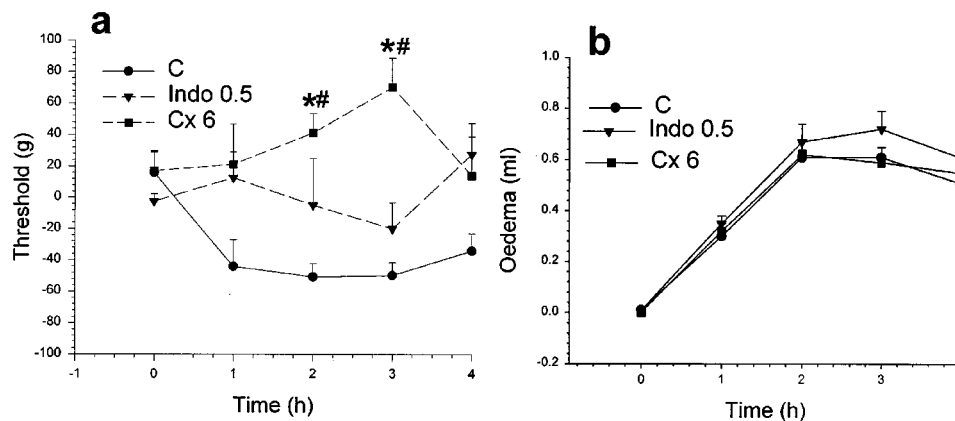 a
Threshold (g)
100
80
60
40
20
0
-20
-40
-60
-80
-100
C
Indo 0.5
Cx 6
*#
*#
-1 0 1 2 3 4
Time (h)
b
Oedema (ml)
1.0
0.8
0.6
0.4
0.2
0.0
-0.2
C
Indo 0.5
Cx 6
0 1 2 3
Time (h)